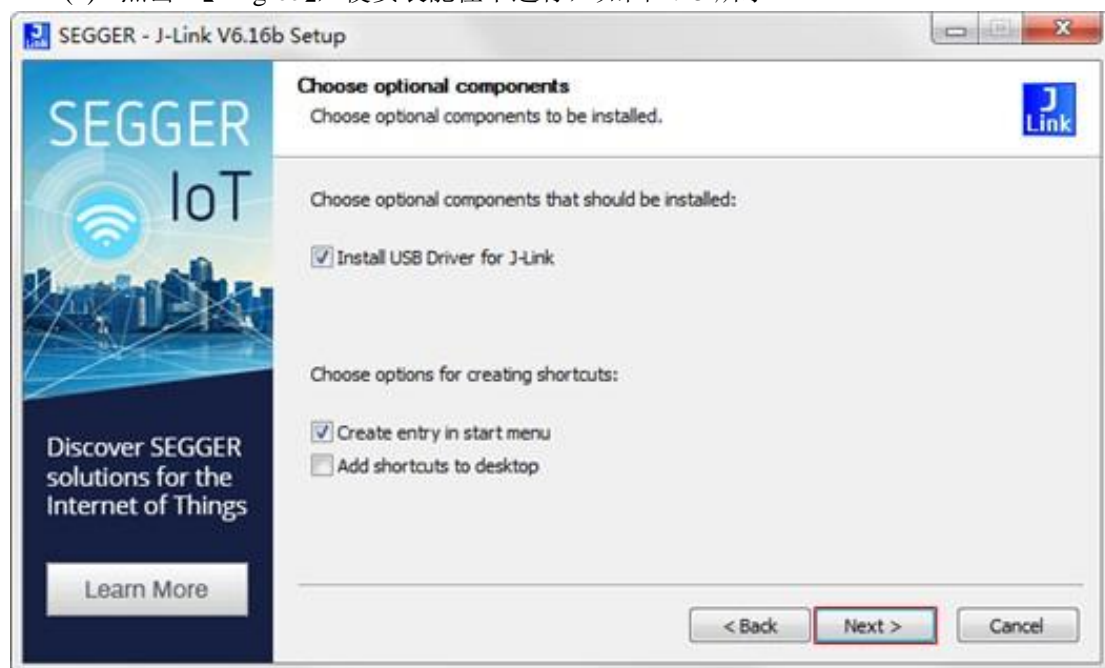 SEGGER - J-Link V6.16b Setup
Choose optional components
Choose optional components to be installed.
J
Link
SEGGER
IoT
Choose optional components that should be installed:
Install USB Driver for J-Link
Choose options for creating shortcuts:
Create entry in start menu
Add shortcuts to desktop
Discover SEGGER
solutions for the
Internet of Things
Learn More
< Back
Next >
Cancel